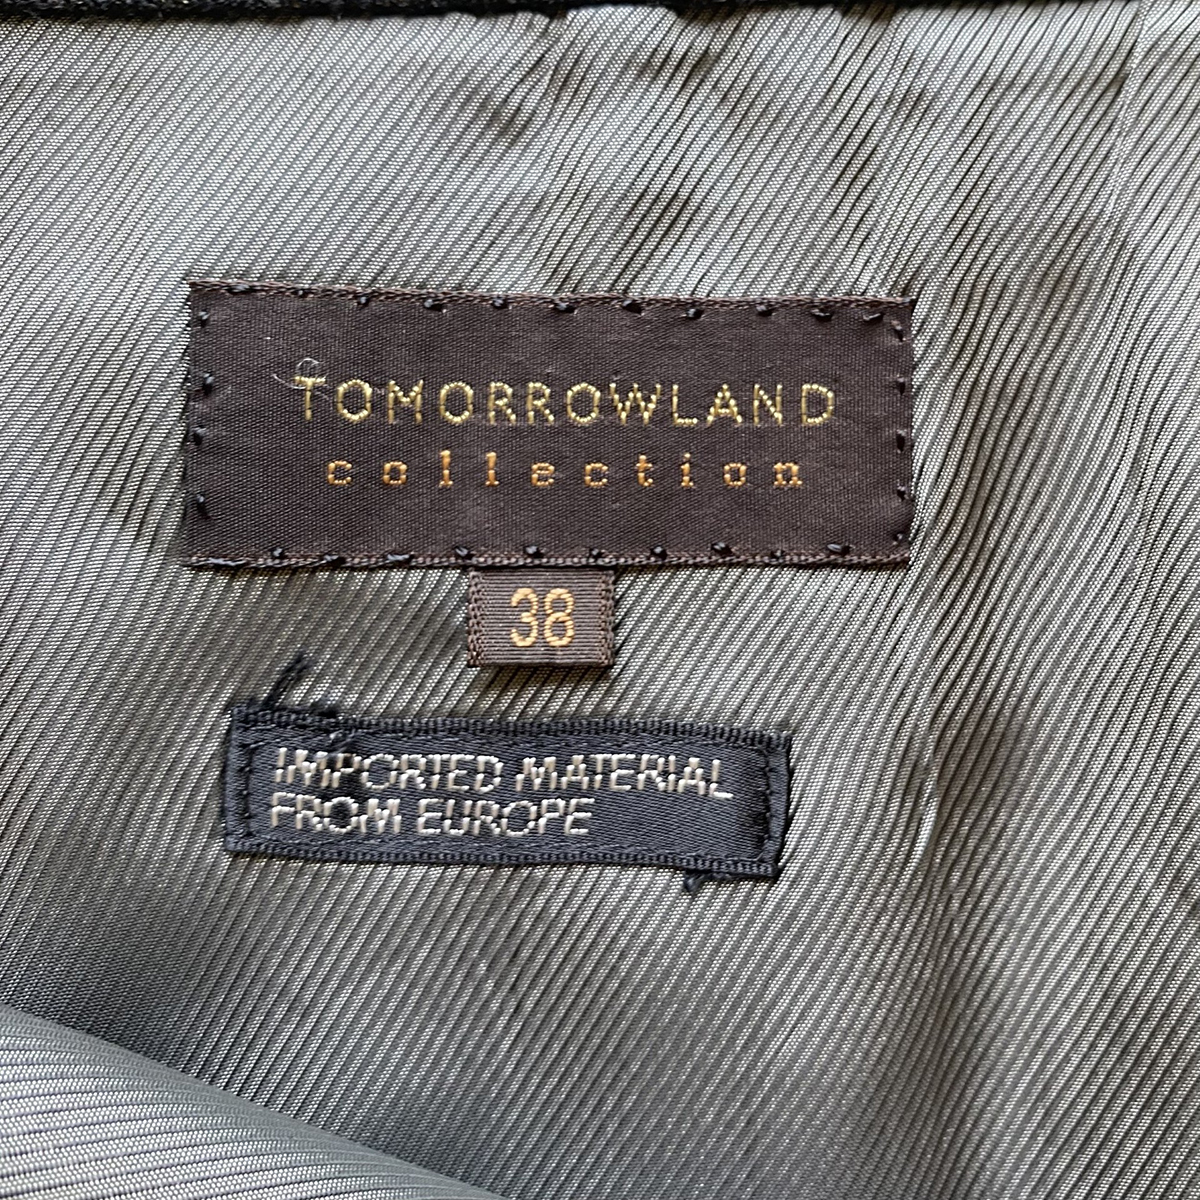 TOMORROWLAND
collection
38
IMPORTED MATERIAL
FROM EUROPE